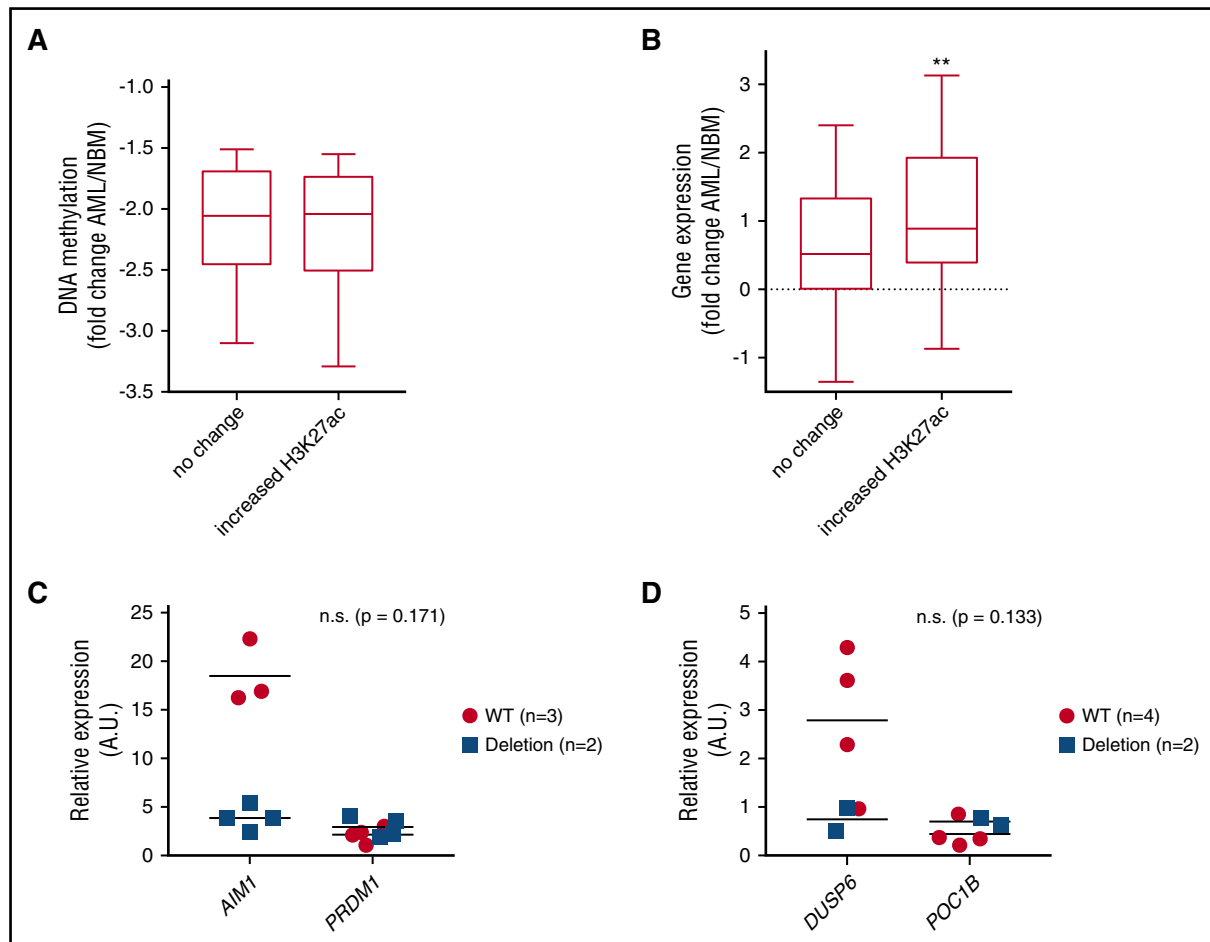 A
DNA methylation
(fold change AML/NBM)
-1.0
-1.5
-2.0
-2.5
-3.0
-3.5
no change
increased H3K27ac
B
Gene expression
(fold change AML/NBM)
3
2
1
0
-1
**
no change
increased H3K27ac
C
Relative expression
(A.U.)
25
20
15
10
5
0
n.s. (p = 0.171)
WT (n=3)
Deletion (n=2)
AIM1
PRDM1
D
Relative expression
(A.U.)
5
4
3
2
1
0
n.s. (p = 0.133)
WT (n=4)
Deletion (n=2)
DUSP6
POC1B